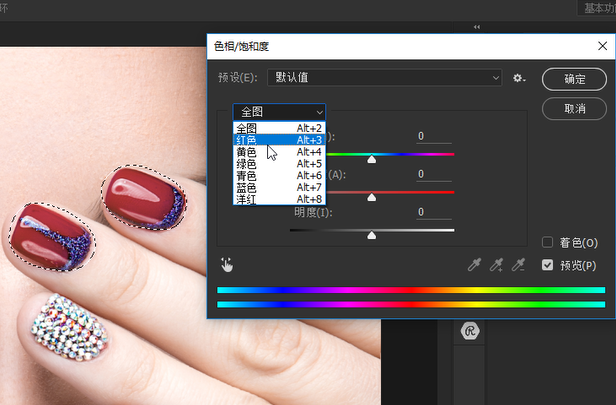 环
基本功能
色相/饱和度
预设(E): 默认值
确定
取消
全图
全图 Alt+2
红色 Alt+3
黄色 Alt+4
绿色 Alt+5
青色 Alt+6
蓝色 Alt+7
洋红 Alt+8
): 0
(A): 0
明度(I): 0
着色(O)
预览(P)